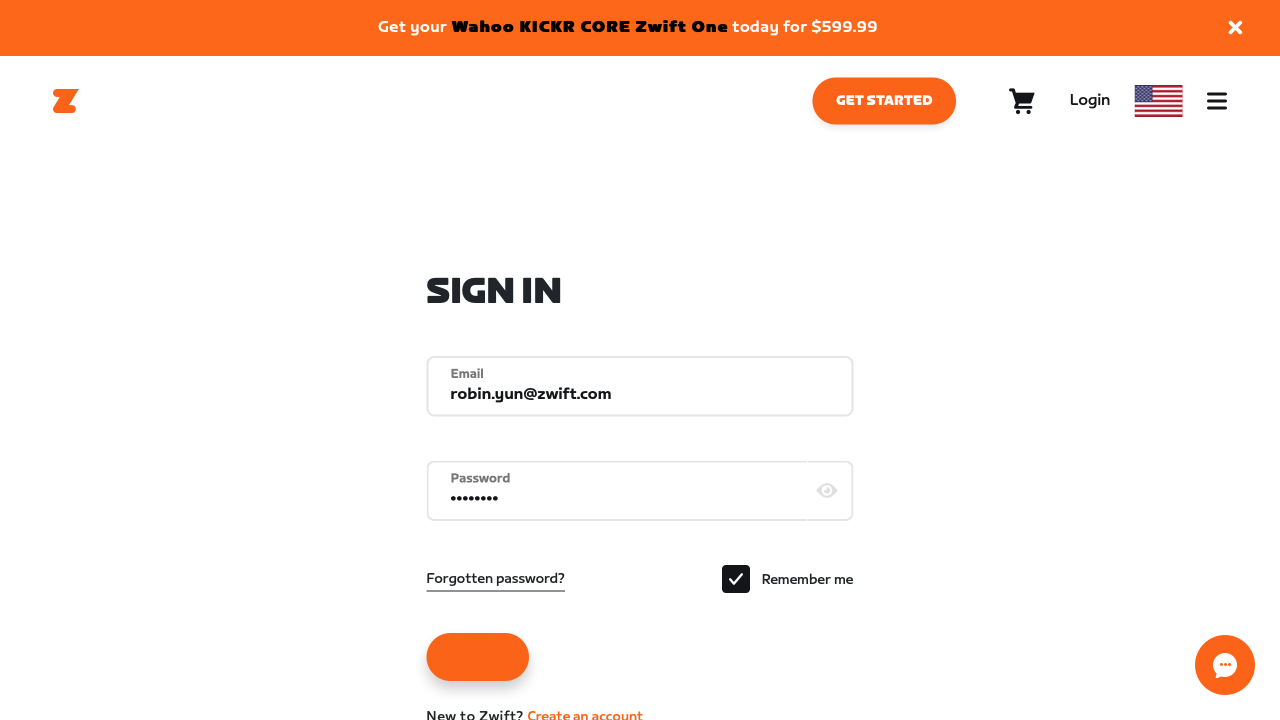 Get your Wahoo KICKR CORE Zwift One today for $599.99
GET STARTED
Login
SIGN IN
Email
robin.yun@zwift.com
Password
••••••••
Forgotten password?
Remember me
New to Zwift? Create an account